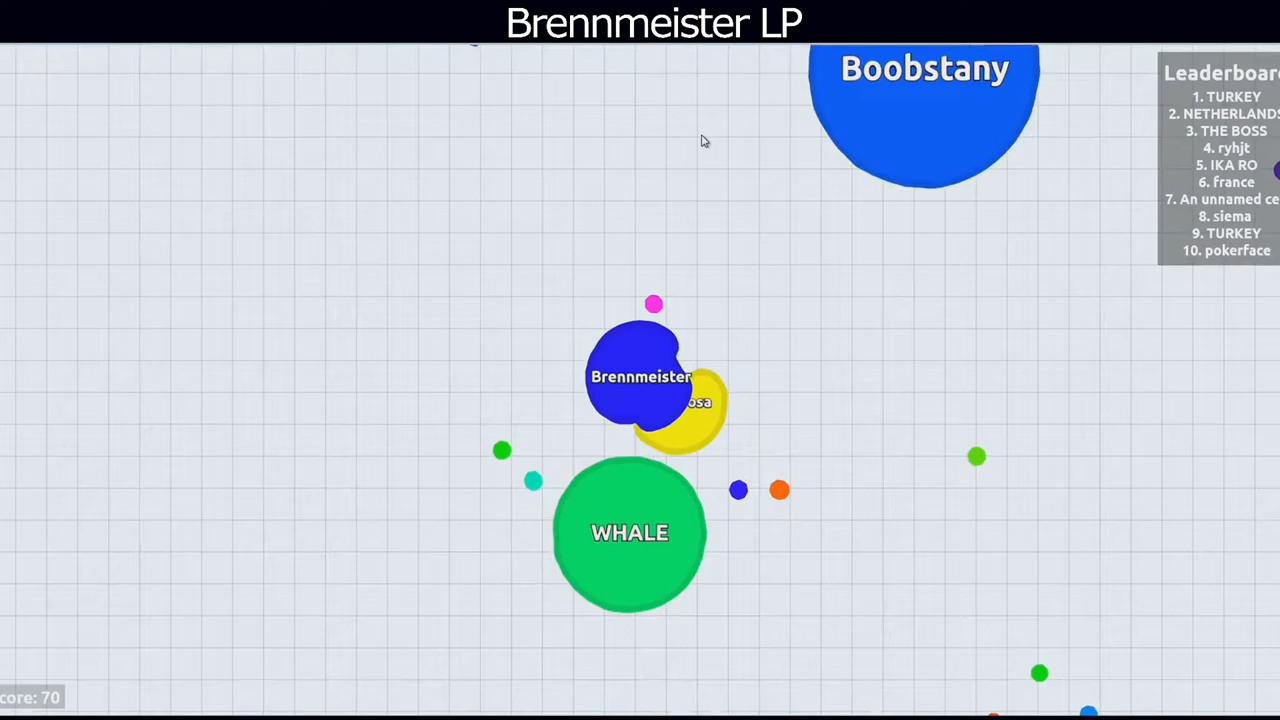 Brennmeister LP
Boobstany
Leaderboar
1. TURKEY
2. NETHERLANDS
3. THE BOSS
4. ryhjt
5. IKA RO
6. france
7. An unnamed ce
8. siema
9. TURKEY
10. pokerface
Brennmeister
osa
WHALE
core: 70